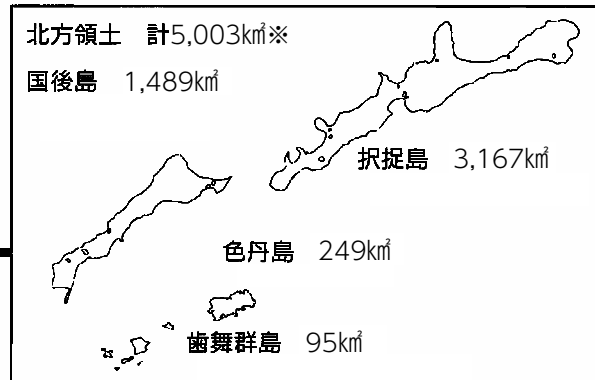 北方領土　計5,003㎢※
国後島　1,489㎢
択捉島　3,167㎢
色丹島　249㎢
歯舞群島　95㎢